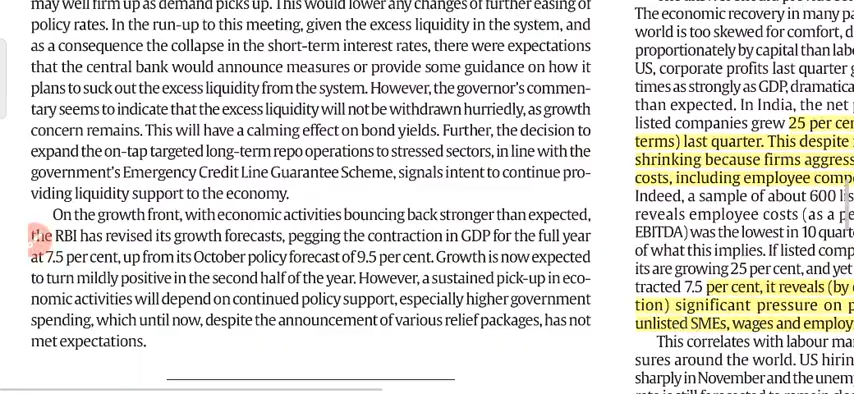 may well firm up as demand picks up. This would lower any changes of further easing of
policy rates. In the run-up to this meeting, given the excess liquidity in the system, and
as a consequence the collapse in the short-term interest rates, there were expectations
that the central bank would announce measures or provide some guidance on how it
plans to suck out the excess liquidity from the system. However, the governor's commen-
tary seems to indicate that the excess liquidity will not be withdrawn hurriedly, as growth
concern remains. This will have a calming effect on bond yields. Further, the decision to
expand the on-tap targeted long-term repo operations to stressed sectors, in line with the
government's Emergency Credit Line Guarantee Scheme, signals intent to continue pro-
viding liquidity support to the economy.
On the growth front, with economic activities bouncing back stronger than expected,
the RBI has revised its growth forecasts, pegging the contraction in GDP for the full year
at 7.5 per cent, up from its October policy forecast of 9.5 per cent. Growth is now expected
to turn mildly positive in the second half of the year. However, a sustained pick-up in eco-
nomic activities will depend on continued policy support, especially higher government
spending, which until now, despite the announcement of various relief packages, has not
met expectations.
The economic recovery in many
world is too skewed for comfort,
proportionately by capital than
US, corporate profits last quarter
times as strongly as GDP,
than expected. In India, the net
listed companies grew 25 per
terms) last quarter. This despite
shrinking because firms
costs, including employee
Indeed, a sample of about 600
reveals employee costs (as a
EBITDA) was the lowest in 10
of what this implies. If listed
its are growing 25 per cent, and yet
tracted 7.5 per cent, it reveals (by
tion) significant pressure on
unlisted SMEs, wages and
This correlates with labour
sures around the world. US
sharply in November and the